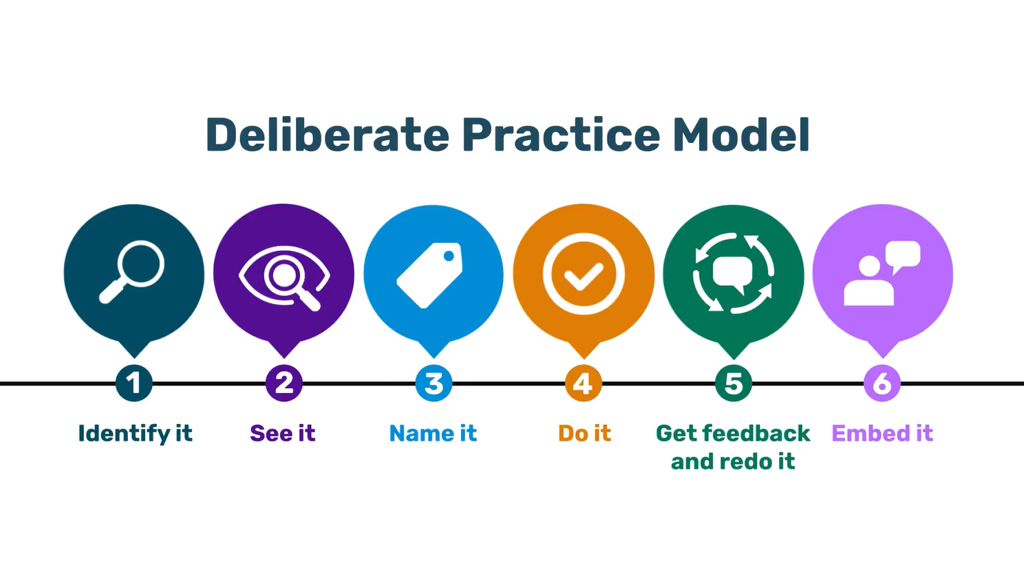 Deliberate Practice Model
1
2
3
4
5
6
Identify it
See it
Name it
Do it
Get feedback
and redo it
Embed it